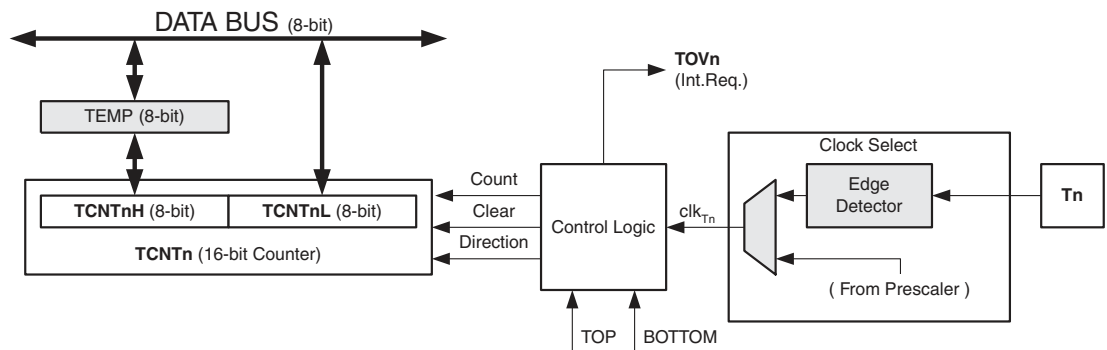 DATA BUS (8-bit)
TOVn
(Int.Req.)
TEMP (8-bit)
Clock Select
Count
Edge
Detector
Tn
TCNTnH (8-bit) TCNTnL (8-bit)
Clear
Control Logic
clkTn
TCNTn (16-bit Counter)
Direction
( From Prescaler )
TOP
BOTTOM